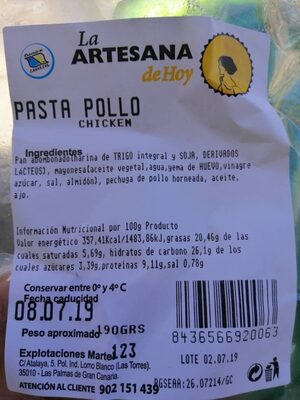 La
ARTESANA
de Hoy
PASTA POLLO
CHICKEN
Ingredientes
Pan abombonado(harina de TRIGO integral y SOJA, DERIVADOS
LáCTEOS), mayonesa(aceite vegetal,agua,yema de HUEVO,vinagre
azúcar, sal, almidón), pechuga de pollo horneada, aceite,
ajo.
Información Nutricional por 100g Producto
Valor energético 357,41Kcal/1483,86kJ,grasas 20,46g de las
cuales saturadas 5,69g, hidratos de carbono 26,1g de los
cuales azúcares 3,39g,proteínas 9,11g,sal 0,78g
Conservar entre 0º y 4º C
Fecha caducidad
08.07.19
Peso aproximado 190GRS
Explotaciones Martel 123
C/ Atalaya, 5. Pol. Ind. Lomo Blanco (Las Torres).
35010 - Las Palmas de Gran Canaria.
ATENCIÓN AL CLIENTE 902 151 439
8436566920063
LOTE 02.07.19
RGSEAA:26.07214/GC